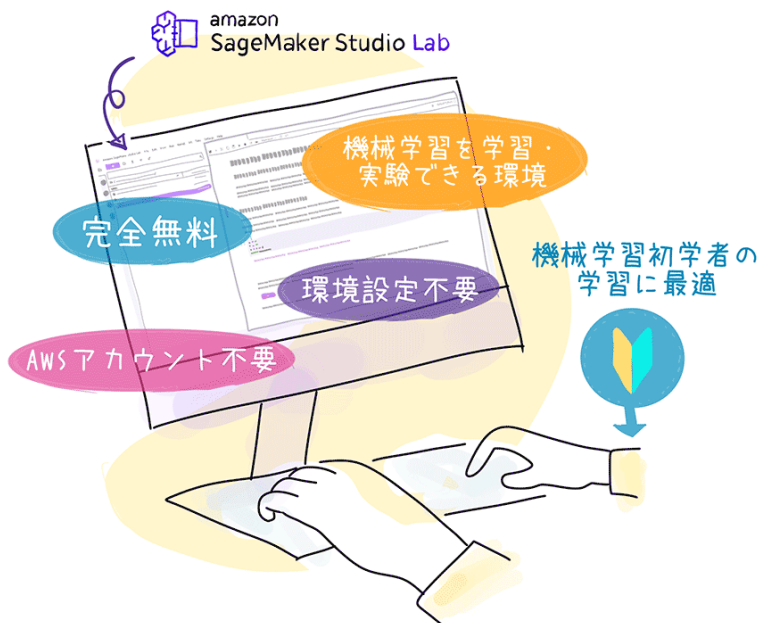 amazon
SageMaker Studio Lab
機械学習を学習・
実験できる環境
完全無料
機械学習初学者の
学習に最適
環境設定不要
AWSアカウント不要